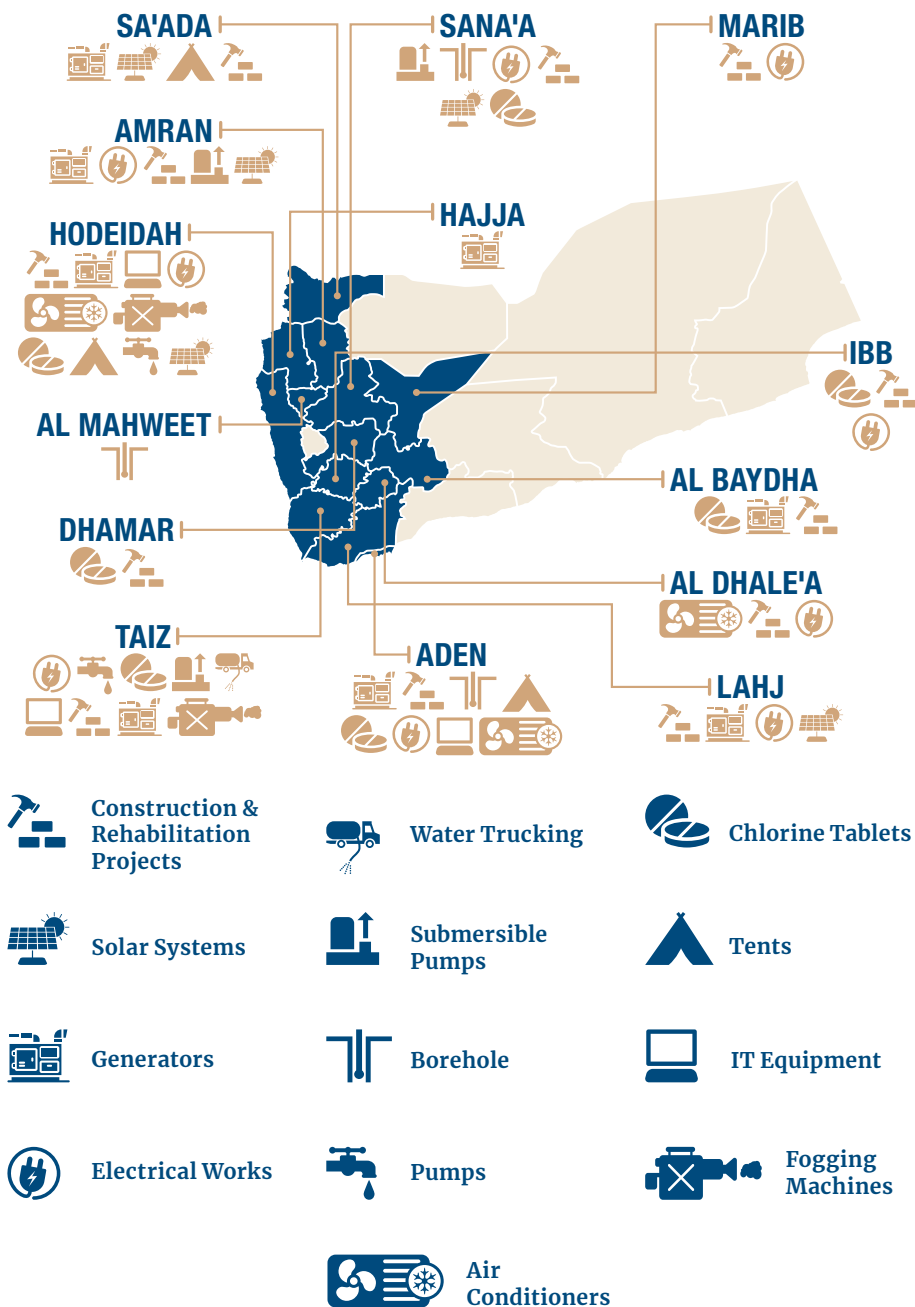 SA'ADA
SANA'A
MARIB
AMRAN
HAJJA
HODEIDAH
IBB
AL MAHWEET
AL BAYDHA
DHAMAR
AL DHALE'A
TAIZ
ADEN
LAHJ
Construction &
Rehabilitation
Projects
Water Trucking
Chlorine Tablets
Solar Systems
Submersible
Pumps
Tents
Generators
Borehole
IT Equipment
Electrical Works
Pumps
Fogging
Machines
Air
Conditioners